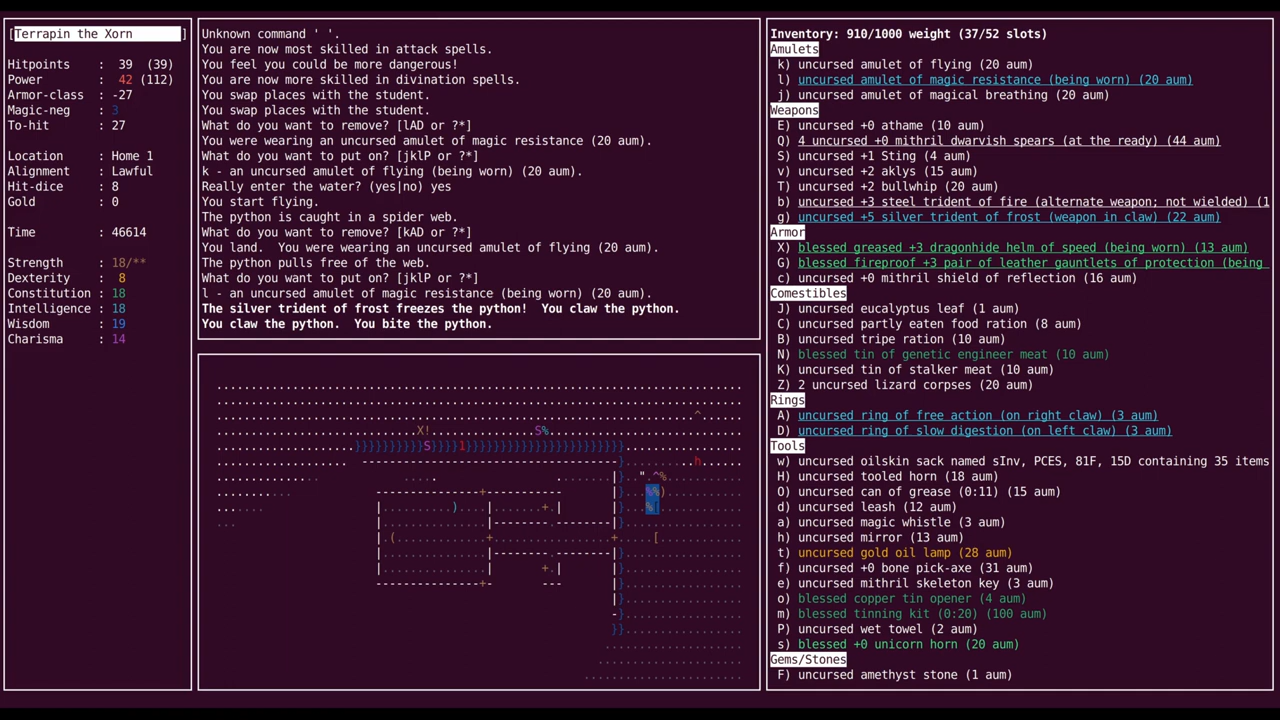 [Terrapin the Xorn]
Hitpoints : 39 (39)
Power : 42 (112)
Armor-class : -27
Magic-neg : 3
To-hit : 27
Location : Home 1
Alignment : Lawful
Hit-dice : 8
Gold : 0
Time : 46614
Strength : 18/**
Dexterity : 8
Constitution : 18
Intelligence : 18
Wisdom : 19
Charisma : 14
Unknown command ' '.
You are now most skilled in attack spells.
You feel you could be more dangerous!
You are now more skilled in divination spells.
You swap places with the student.
You swap places with the student.
What do you want to remove? [lAD or ?*]
You were wearing an uncursed amulet of magic resistance (20 aum).
What do you want to put on? [jklP or ?*]
k - an uncursed amulet of flying (being worn) (20 aum).
Really enter the water? (yes|no) yes
You start flying.
The python is caught in a spider web.
What do you want to remove? [kAD or ?*]
You land. You were wearing an uncursed amulet of flying (20 aum).
The python pulls free of the web.
What do you want to put on? [jklP or ?*]
l - an uncursed amulet of magic resistance (being worn) (20 aum).
The silver trident of frost freezes the python! You claw the python.
You claw the python. You bite the python.
Inventory: 910/1000 weight (37/52 slots)
Amulets
k) uncursed amulet of flying (20 aum)
l) uncursed amulet of magic resistance (being worn) (20 aum)
j) uncursed amulet of magical breathing (20 aum)
Weapons
E) uncursed +0 athame (10 aum)
Q) 4 uncursed +0 mithril dwarvish spears (at the ready) (44 aum)
S) uncursed +1 Sting (4 aum)
v) uncursed +2 aklys (15 aum)
T) uncursed +2 bullwhip (20 aum)
b) uncursed +3 steel trident of fire (alternate weapon; not wielded) (1
g) uncursed +5 silver trident of frost (weapon in claw) (22 aum)
Armor
X) blessed greased +3 dragonhide helm of speed (being worn) (13 aum)
G) blessed fireproof +3 pair of leather gauntlets of protection (being
c) uncursed +0 mithril shield of reflection (16 aum)
Comestibles
J) uncursed eucalyptus leaf (1 aum)
C) uncursed partly eaten food ration (8 aum)
B) uncursed tripe ration (10 aum)
N) blessed tin of genetic engineer meat (10 aum)
K) uncursed tin of stalker meat (10 aum)
Z) 2 uncursed lizard corpses (20 aum)
Rings
A) uncursed ring of free action (on right claw) (3 aum)
D) uncursed ring of slow digestion (on left claw) (3 aum)
Tools
w) uncursed oilskin sack named sInv, PCES, 81F, 15D containing 35 items
H) uncursed tooled horn (18 aum)
O) uncursed can of grease (0:11) (15 aum)
d) uncursed leash (12 aum)
a) uncursed magic whistle (3 aum)
h) uncursed mirror (13 aum)
t) uncursed gold oil lamp (28 aum)
f) uncursed +0 bone pick-axe (31 aum)
e) uncursed mithril skeleton key (3 aum)
o) blessed copper tin opener (4 aum)
m) blessed tinning kit (0:20) (100 aum)
P) uncursed wet towel (2 aum)
s) blessed +0 unicorn horn (20 aum)
Gems/Stones
F) uncursed amethyst stone (1 aum)